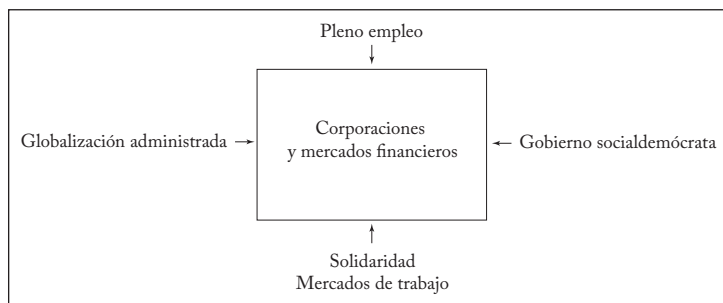 Pleno empleo
Corporaciones
y mercados financieros
Globalización administrada
Gobierno socialdemócrata
Solidaridad
Mercados de trabajo